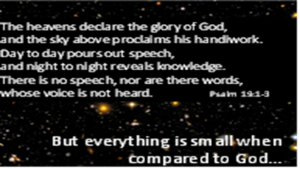 The heavens declare the glory of God,
and the sky above proclaims his handiwork.
Day to day pours out speech,
and night to night reveals knowledge.
There is no speech, nor are there words,
whose voice is not heard. Psalm 19:1-3
But everything is small when
compared to God...